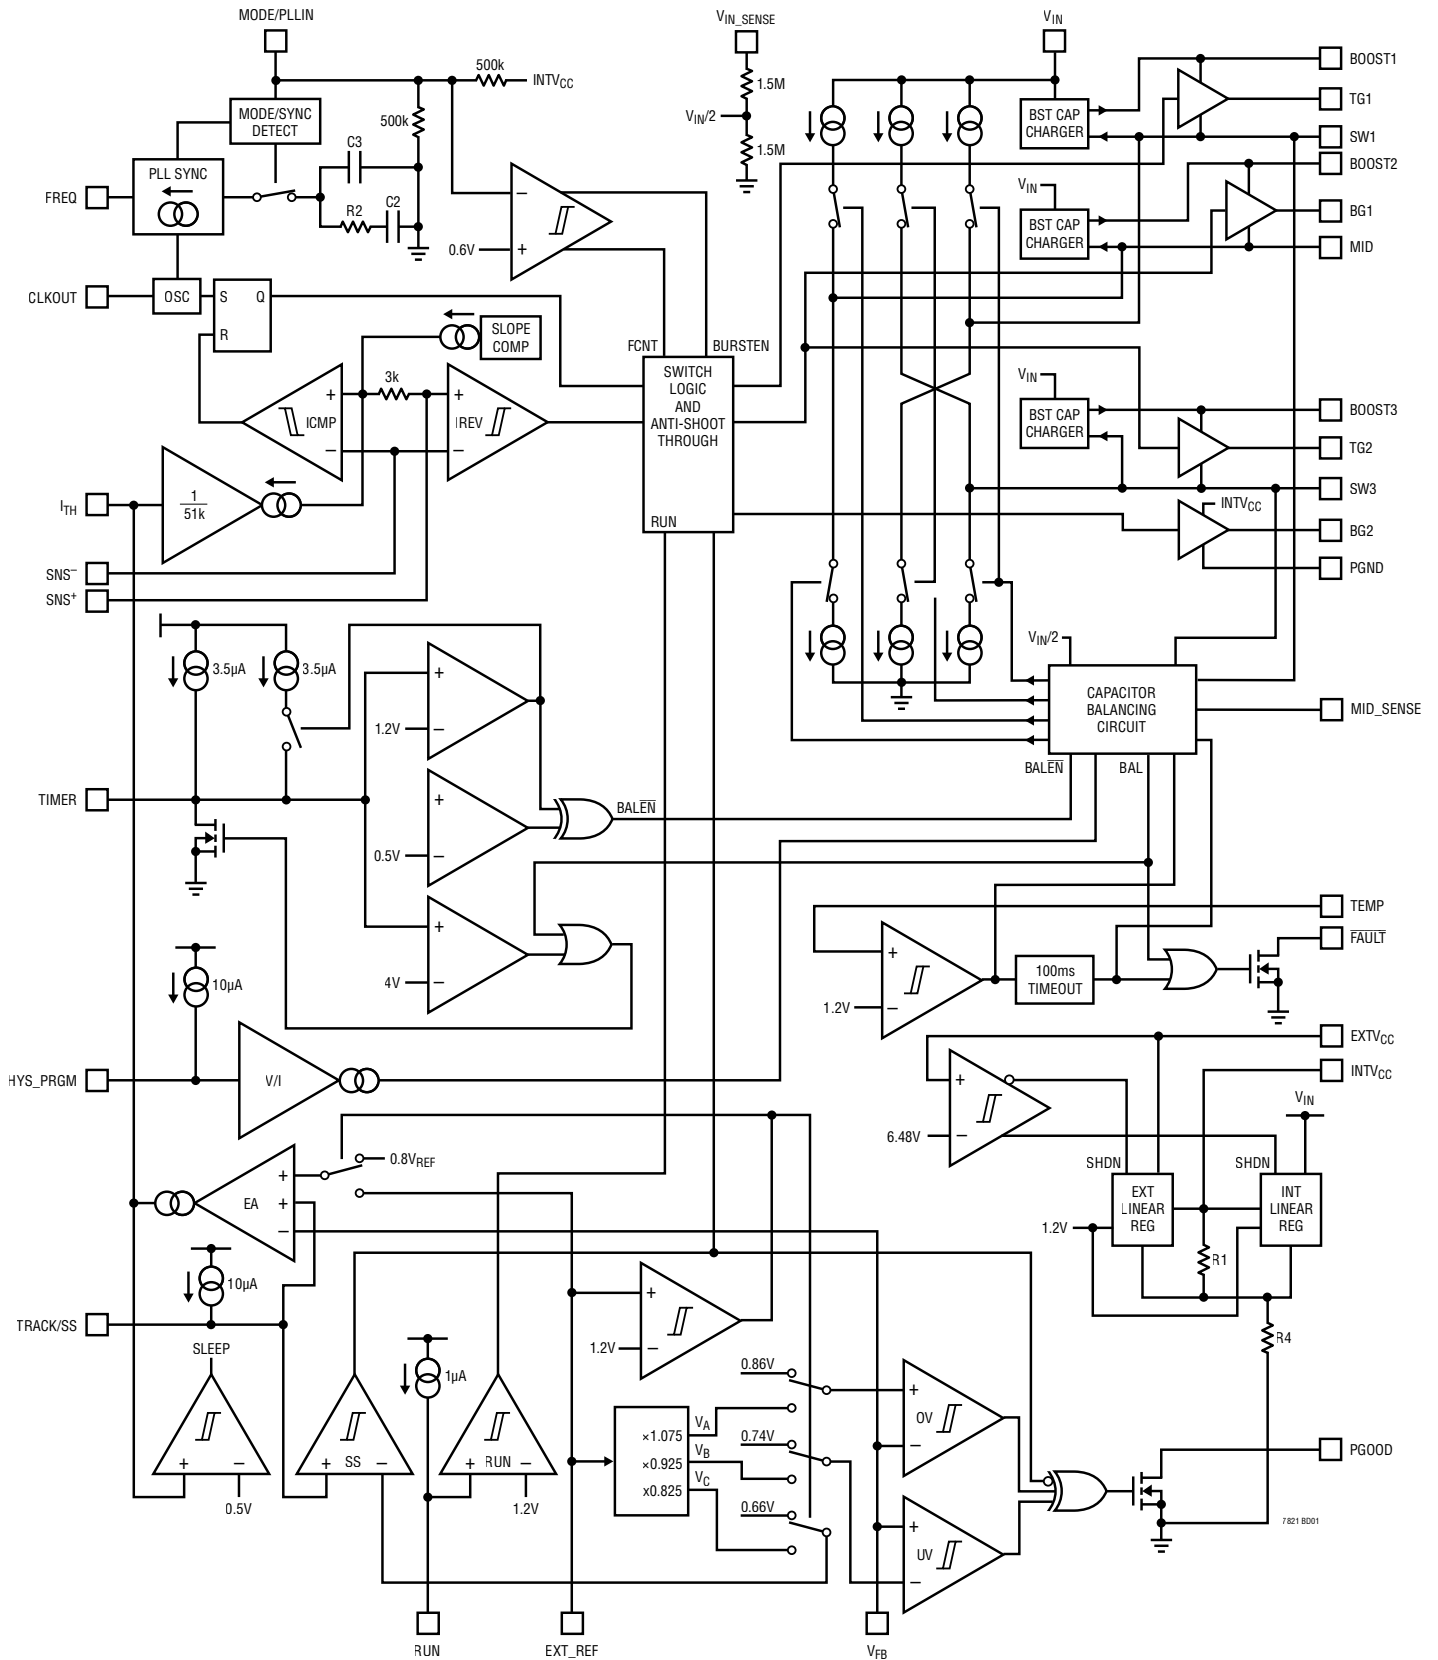 MODE/PLLIN
VIN_SENSE
VIN
500k
INTVCC
BOOST1
1.5M
BST CAP
CHARGER
TG1
MODE/SYNC
DETECT
500k
VIN/2
SW1
C3
1.5M
BOOST2
PLL SYNC
VIN
FREQ
R2
C2
–
BST CAP
CHARGER
BG1
0.6V
+
MID
CLKOUT
OSC
S
Q
R
SLOPE
COMP
FCNT
BURSTEN
3k
SWITCH
LOGIC
AND
ANTI-SHOOT
THROUGH
RUN
VIN
+
ICMP
–
+
IREV
–
BST CAP
CHARGER
BOOST3
TG2
1
51k
ITH
SW3
INTVCC
BG2
SNS–
PGND
SNS+
VIN/2
3.5µA
3.5µA
+
1.2V
–
CAPACITOR
BALANCING
CIRCUIT
MID_SENSE
BALEN
BAL
TIMER
+
BALEN
0.5V
–
TEMP
+
FAULT
+
10µA
4V
–
100ms
TIMEOUT
1.2V
–
EXTVCC
HYS_PRGM
V/I
+
INTVCC
VIN
6.48V
–
0.8VREF
SHDN
SHDN
+
EA
+
–
EXT
LINEAR
REG
INT
LINEAR
REG
1.2V
R1
10µA
+
TRACK/SS
1.2V
–
R4
SLEEP
0.86V
1µA
+
OV
–
VA
×1.075
0.74V
VB
×0.925
VC
x0.825
PGOOD
+
–
+
SS
–
+
RUN
–
0.66V
0.5V
1.2V
+
UV
–
7821 BD01
RUN
EXT_REF
VFB